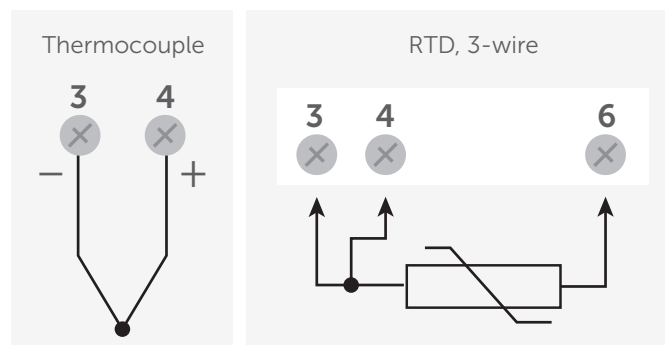 Thermocouple
3 4
− +
RTD, 3-wire
3 4 6